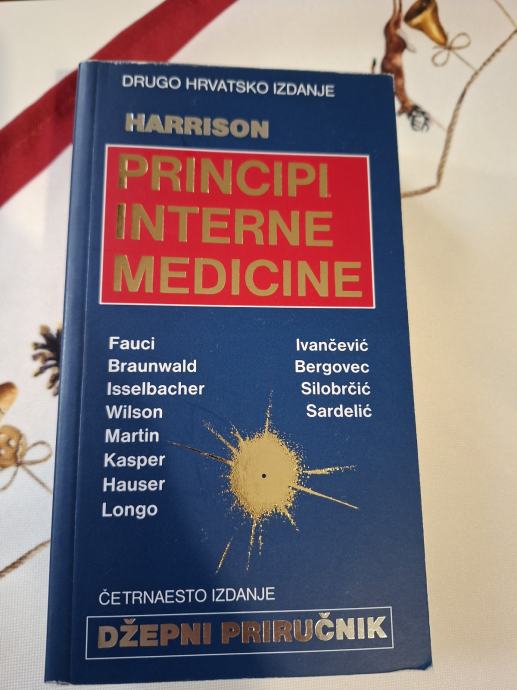 DRUGO HRVATSKO IZDANJE
HARRISON
PRINCIPI
INTERNE
MEDICINE
Fauci
Braunwald
Isselbacher
Wilson
Martin
Kasper
Hauser
Longo
Ivančević
Bergovec
Silobrčić
Sardelić
ČETRNAESTO IZDANJE
DŽEPNI PRIRUČNIK